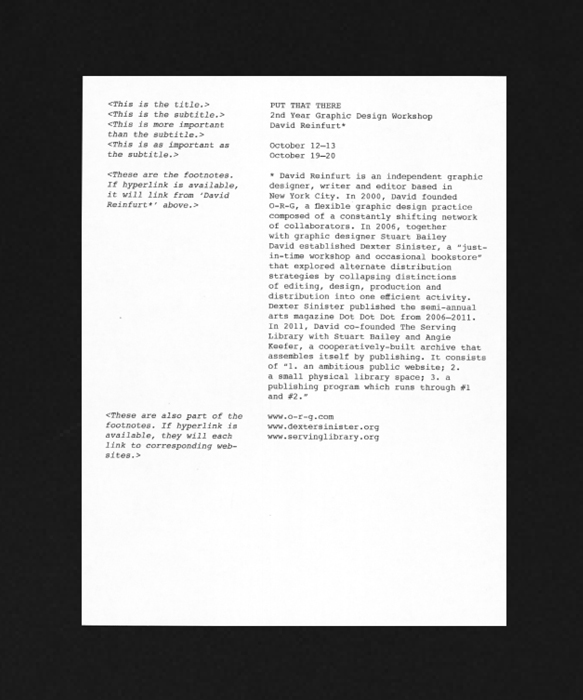 <This is the title.>
<This is the subtitle.>
<This is more important
than the subtitle.>
<This is as important as
the subtitle.>
<These are the footnotes.
If hyperlink is available,
it will link from ‘David
Reinfurt*’ above.>
<These are also part of the
footnotes. If hyperlink is
available, they will each
link to corresponding web-
sites.>
PUT THAT THERE
2nd Year Graphic Design Workshop
David Reinfurt*
October 12–13
October 19–20
* David Reinfurt is an independent graphic
designer, writer and editor based in
New York City. In 2000, David founded
O-R-G, a flexible graphic design practice
composed of a constantly shifting network
of collaborators. In 2006, together
with graphic designer Stuart Bailey
David established Dexter Sinister, a “just-
in-time workshop and occasional bookstore”
that explored alternate distribution
strategies by collapsing distinctions
of editing, design, production and
distribution into one efficient activity.
Dexter Sinister published the semi-annual
arts magazine Dot Dot Dot from 2006–2011.
In 2011, David co-founded The Serving
Library with Stuart Bailey and Angie
Keefer, a cooperatively-built archive that
assembles itself by publishing. It consists
of “1. an ambitious public website; 2.
a small physical library space; 3. a
publishing program which runs through #1
and #2.”
www.o-r-g.com
www.dextersinister.org
www.servinglibrary.org